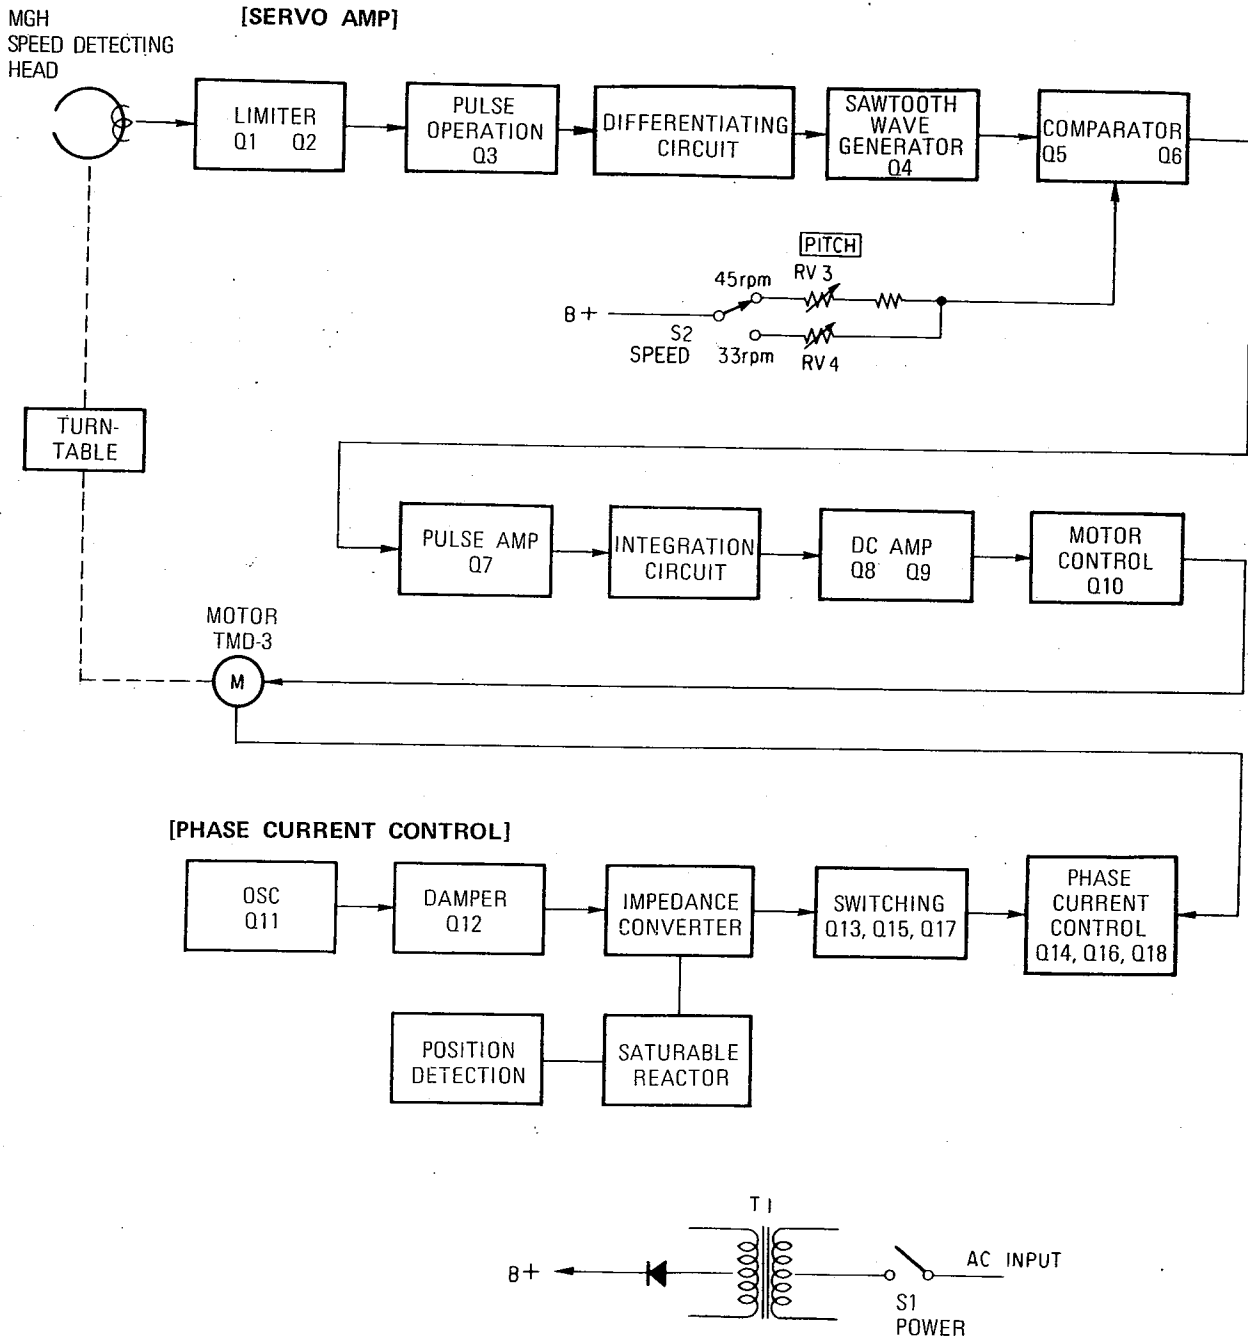 MGH
SPEED DETECTING
HEAD
[SERVO AMP]
LIMITER
Q1 Q2
PULSE
OPERATION
Q3
DIFFERENTIATING
CIRCUIT
SAWTOOTH
WAVE
GENERATOR
Q4
COMPARATOR
Q5 Q6
PITCH
RV3
45rpm
B+
S2
SPEED
33rpm
RV4
TURN-
TABLE
PULSE AMP
Q7
INTEGRATION
CIRCUIT
DC AMP
Q8 Q9
MOTOR
CONTROL
Q10
MOTOR
TMD-3
M
[PHASE CURRENT CONTROL]
OSC
Q11
DAMPER
Q12
IMPEDANCE
CONVERTER
SWITCHING
Q13, Q15, Q17
PHASE
CURRENT
CONTROL
Q14, Q16, Q18
POSITION
DETECTION
SATURABLE
REACTOR
T1
B+
AC INPUT
S1
POWER